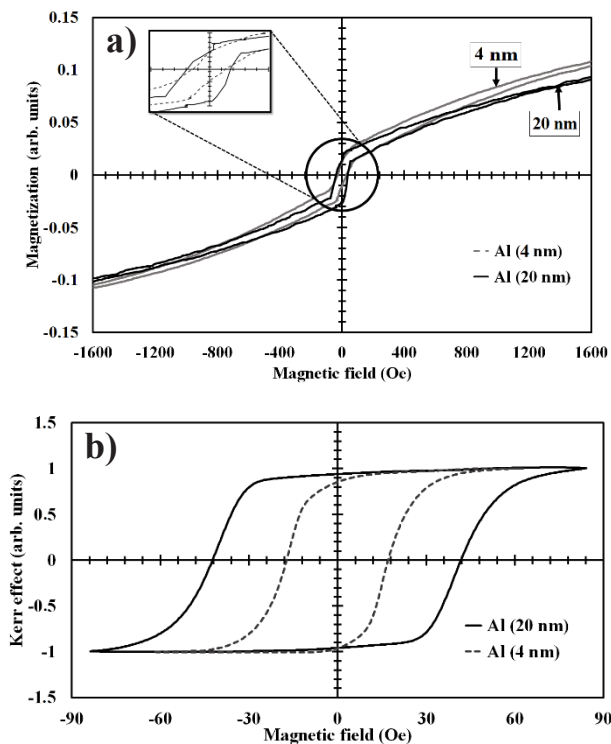 a)
0.15
0.1
0.05
0
-0.05
-0.1
-0.15
Magnetization (arb. units)
4 nm
20 nm
Al (4 nm)
Al (20 nm)
-1600 -800 0 400 800 1200 1600
Magnetic field (Oe)
b)
1.5
1
0.5
0
-0.5
-1
-1.5
Kerr effect (arb. units)
Al (20 nm)
Al (4 nm)
-90 -60 -30 0 30 60 90
Magnetic field (Oe)